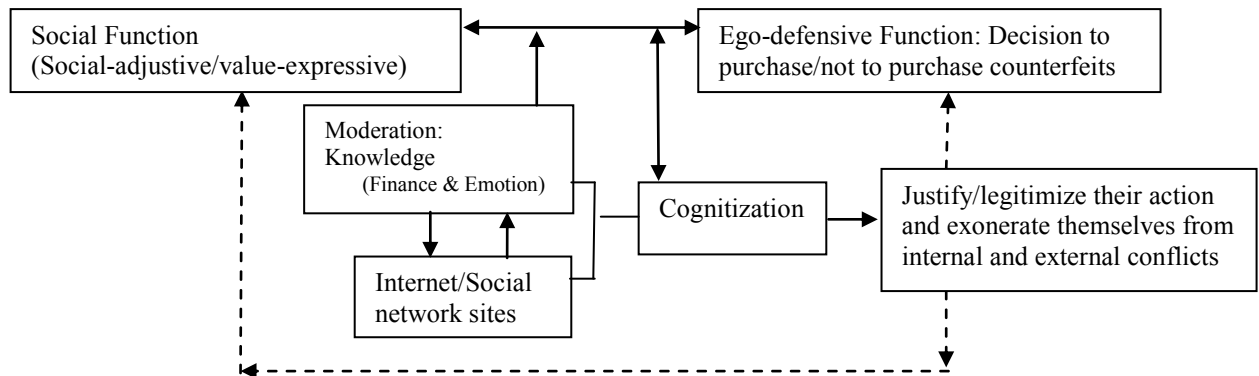 Social Function
(Social-adjustive/value-expressive)
Ego-defensive Function: Decision to
purchase/not to purchase counterfeits
Moderation:
Knowledge
(Finance & Emotion)
Cognitization
Justify/legitimize their action
and exonerate themselves from
internal and external conflicts
Internet/Social
network sites